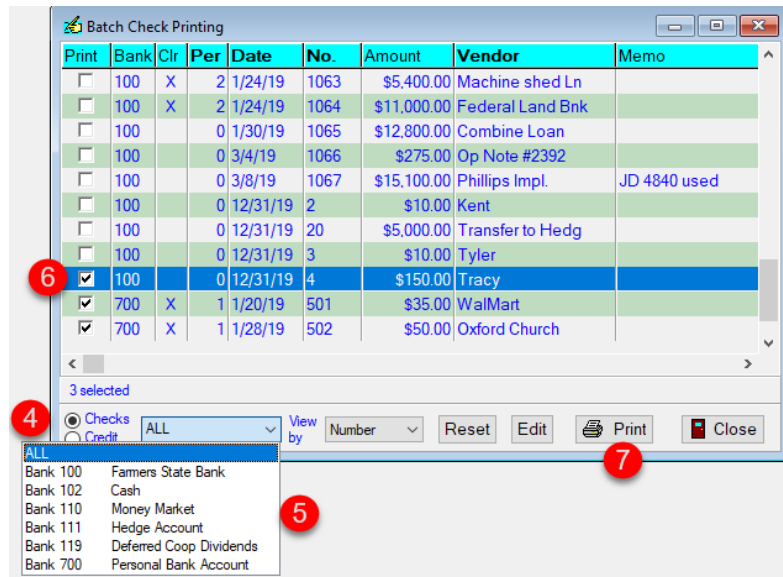 Batch Check Printing
Print Bank Clr Per Date No. Amount Vendor Memo
100 X 2 1/24/19 1063 $5,400.00 Machine shed Ln
100 X 2 1/24/19 1064 $11,000.00 Federal Land Bnk
100 0 1/30/19 1065 $12,800.00 Combine Loan
100 0 3/4/19 1066 $275.00 Op Note #2392
100 0 3/8/19 1067 $15,100.00 Phillips Impl. JD 4840 used
100 0 12/31/19 2 $10.00 Kent
100 0 12/31/19 20 $5,000.00 Transfer to Hedg
100 0 12/31/19 3 $10.00 Tyler
6 100 0 12/31/19 4 $150.00 Tracy
700 X 1 1/20/19 501 $35.00 WalMart
700 X 1 1/28/19 502 $50.00 Oxford Church
3 selected
4 Checks ALL View by Number Reset Edit Print Close
Credit
7
ALL
Bank 100 Farmers State Bank
Bank 102 Cash
Bank 110 Money Market
Bank 111 Hedge Account
5
Bank 119 Deferred Coop Dividends
Bank 700 Personal Bank Account